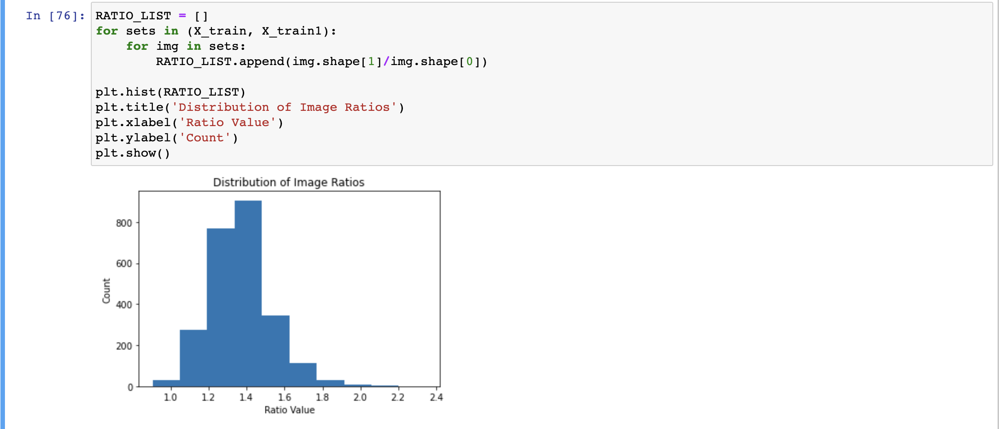 In [76]: RATIO_LIST = []
for sets in (X_train, X_train1):
    for img in sets:
        RATIO_LIST.append(img.shape[1]/img.shape[0])
plt.hist(RATIO_LIST)
plt.title('Distribution of Image Ratios')
plt.xlabel('Ratio Value')
plt.ylabel('Count')
plt.show()
Distribution of Image Ratios
800
600
400
200
0
Count
1.0 1.2 1.4 1.6 1.8 2.0 2.2 2.4
Ratio Value